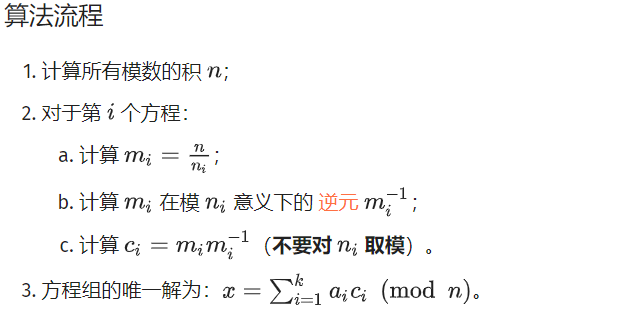 算法流程
1. 计算所有模数的积 $n$；
2. 对于第 $i$ 个方程：
a. 计算 $m_i = \frac{n}{n_i}$；
b. 计算 $m_i$ 在模 $n_i$ 意义下的 逆元 $m_i^{-1}$；
c. 计算 $c_i = m_i m_i^{-1}$（不要对 $n_i$ 取模）。
3. 方程组的唯一解为：$x = \sum_{i=1}^{k} a_i c_i \pmod n$。